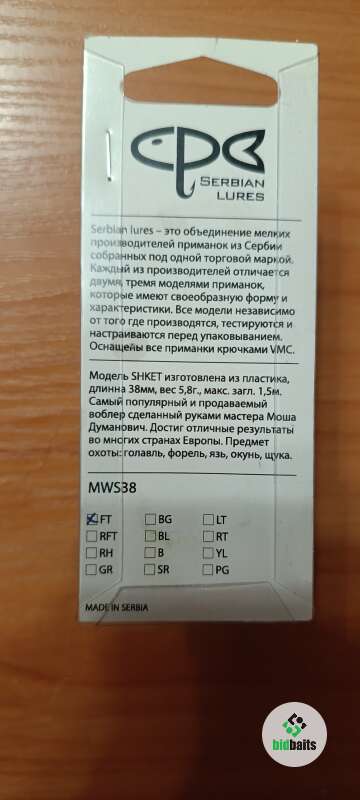 SERBIAN
LURES
Serbian lures – это объединение мелких
производителей приманок из Сербии
собранных под одной торговой маркой.
Каждый из производителей отличается
двумя, тремя моделями приманок,
которые имеют своеобразную форму и
характеристики. Все модели независимо
от того где производятся, тестируются и
настраиваются перед упаковыванием.
Оснащены все приманки крючками VMC.
Модель SHKET изготовлена из пластика,
длинна 38мм, вес 5,8г., макс. загл. 1,5м.
Самый популярный и продаваемый
воблер сделанный руками мастера Моша
Думанович. Достиг отличные результаты
во многих странах Европы. Предмет
охоты: голавль, форель, язь, окунь, щука.
MWS38
FT BG LT
RFT BL RT
RH B YL
GR SR PG
MADE IN SERBIA
bidbaits